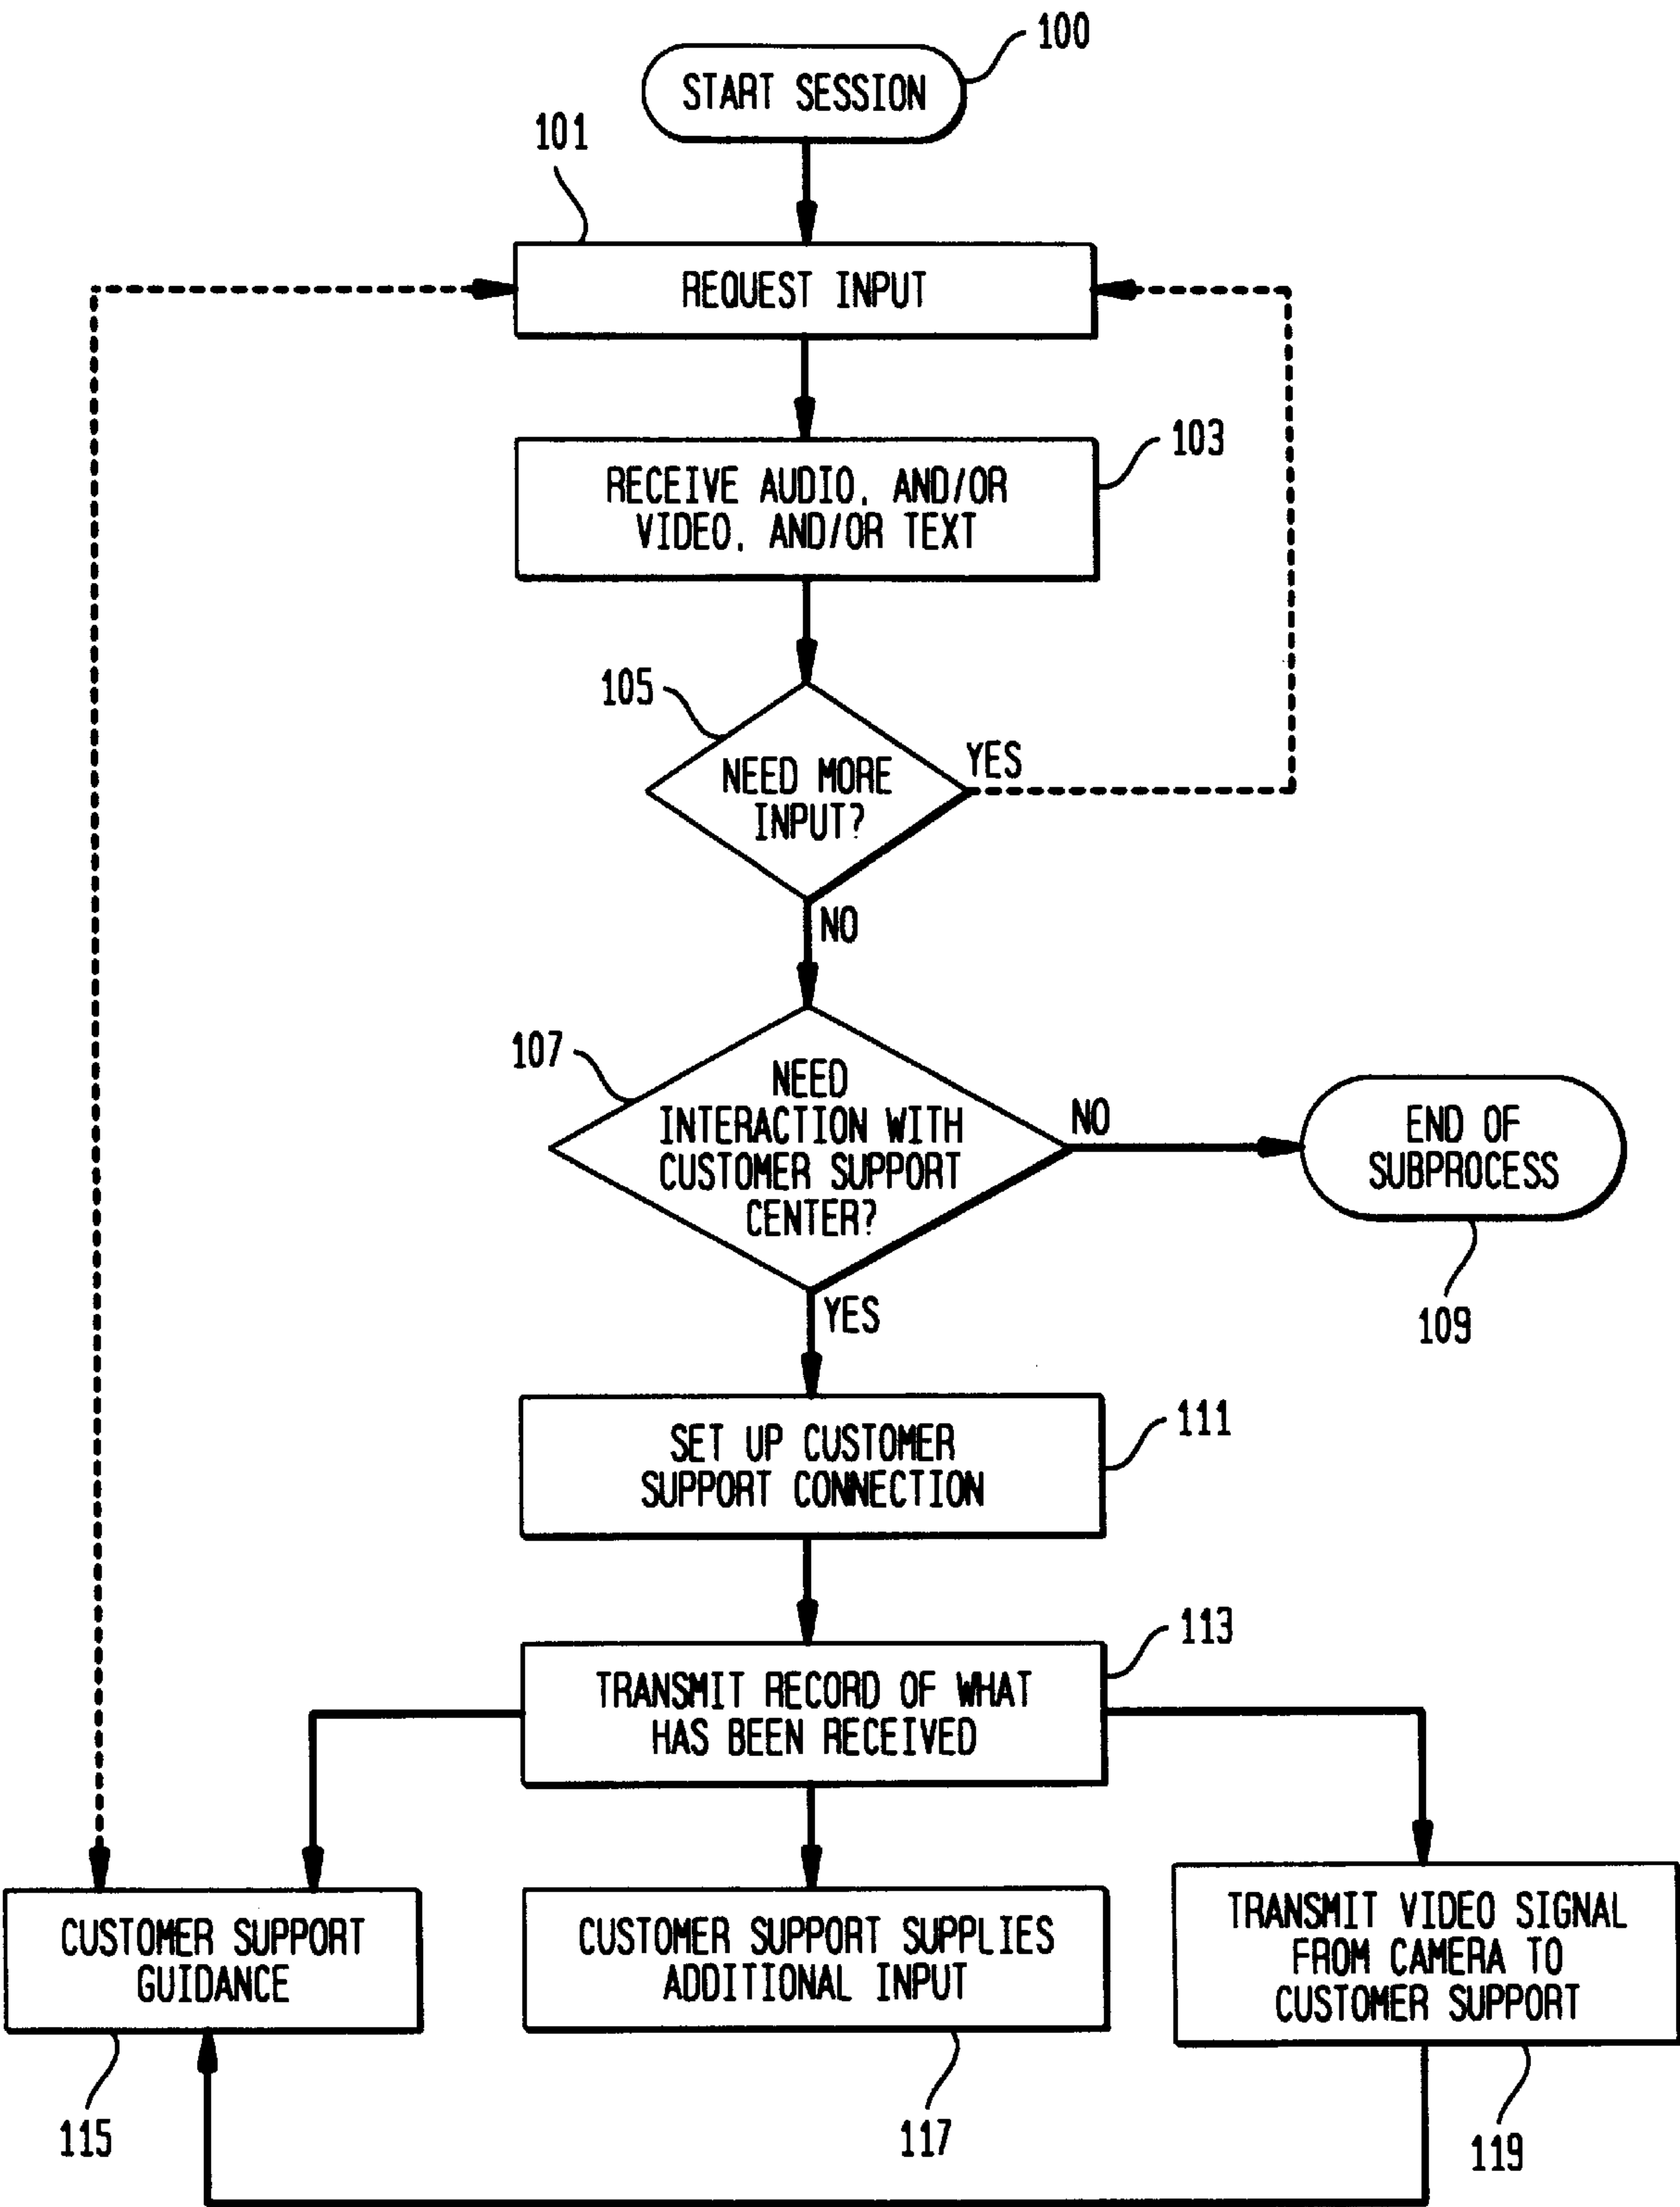 100
START SESSION
101
REQUEST INPUT
103
RECEIVE AUDIO, AND/OR
VIDEO, AND/OR TEXT
105
NEED MORE
INPUT?
YES
NO
107
NEED
INTERACTION WITH
CUSTOMER SUPPORT
CENTER?
NO
END OF
SUBPROCESS
109
YES
SET UP CUSTOMER
SUPPORT CONNECTION
111
113
TRANSMIT RECORD OF WHAT
HAS BEEN RECEIVED
CUSTOMER SUPPORT
GUIDANCE
115
CUSTOMER SUPPORT SUPPLIES
ADDITIONAL INPUT
117
TRANSMIT VIDEO SIGNAL
FROM CAMERA TO
CUSTOMER SUPPORT
119